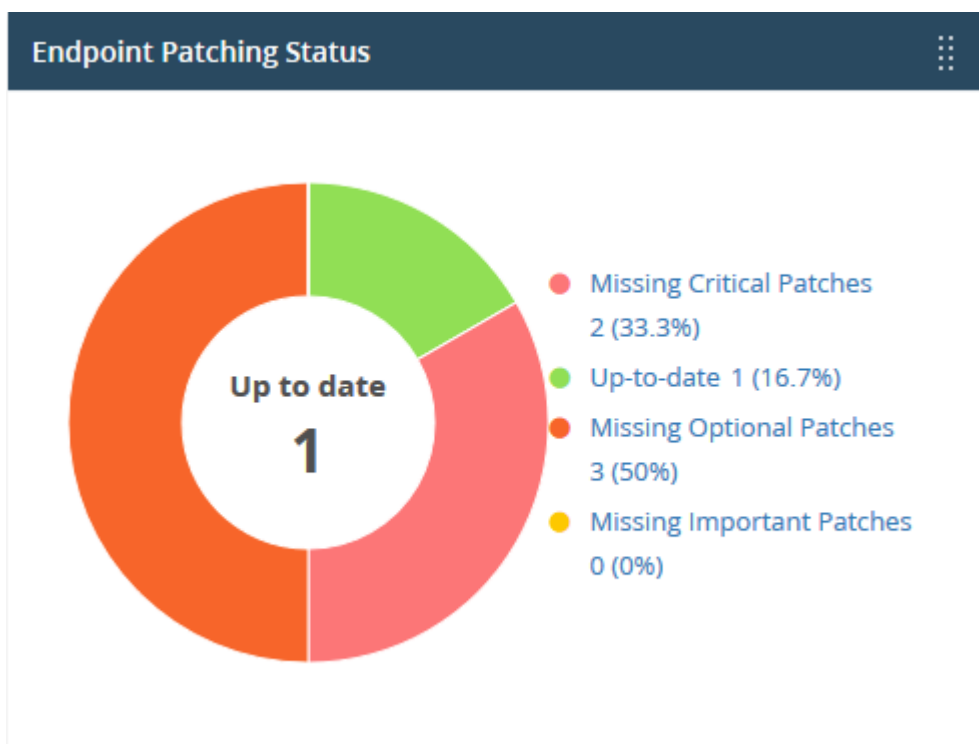 Endpoint Patching Status
Up to date
1
Missing Critical Patches
2 (33.3%)
Up-to-date 1 (16.7%)
Missing Optional Patches
3 (50%)
Missing Important Patches
0 (0%)